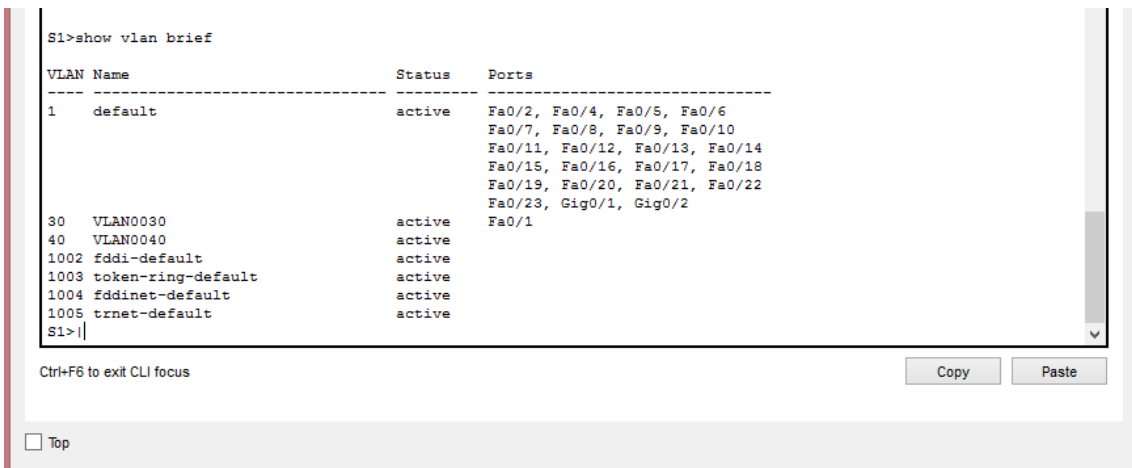 S1>show vlan brief
VLAN Name                             Status    Ports
---- -------------------------------- --------- -------------------------------
1    default                          active    Fa0/2, Fa0/4, Fa0/5, Fa0/6
                                                Fa0/7, Fa0/8, Fa0/9, Fa0/10
                                                Fa0/11, Fa0/12, Fa0/13, Fa0/14
                                                Fa0/15, Fa0/16, Fa0/17, Fa0/18
                                                Fa0/19, Fa0/20, Fa0/21, Fa0/22
                                                Fa0/23, Gig0/1, Gig0/2
30   VLAN0030                         active    Fa0/1
40   VLAN0040                         active
1002 fddi-default                     active
1003 token-ring-default               active
1004 fddinet-default                  active
1005 trnet-default                    active
S1>|
Ctrl+F6 to exit CLI focus Copy Paste
Top